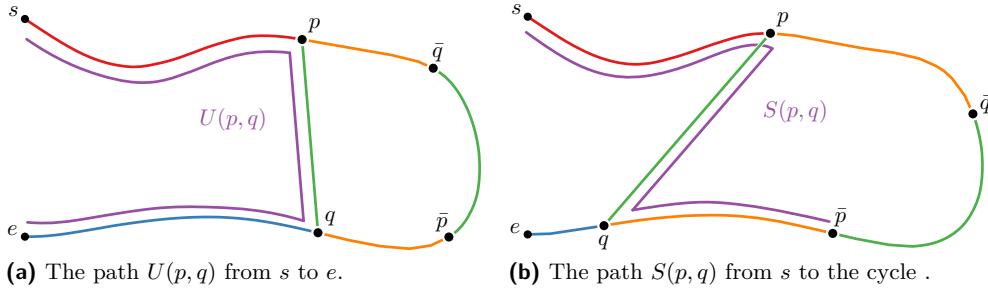 s p q̄ U(p, q) e q p̄
(a) The path U(p, q) from s to e.
s p q̄ S(p, q) e q p̄
(b) The path S(p, q) from s to the cycle .